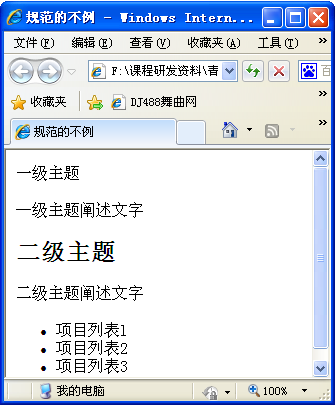 规范的不例 - Windows Intern...
文件(F) 编辑(E) 查看(V) 收藏夹(A) 工具(T) »
F:\课程研发资料\青 百
收藏夹 DJ488舞曲网 »
规范的不例 »
一级主题
一级主题阐述文字
二级主题
二级主题阐述文字
• 项目列表1
• 项目列表2
• 项目列表3
我的电脑 100%